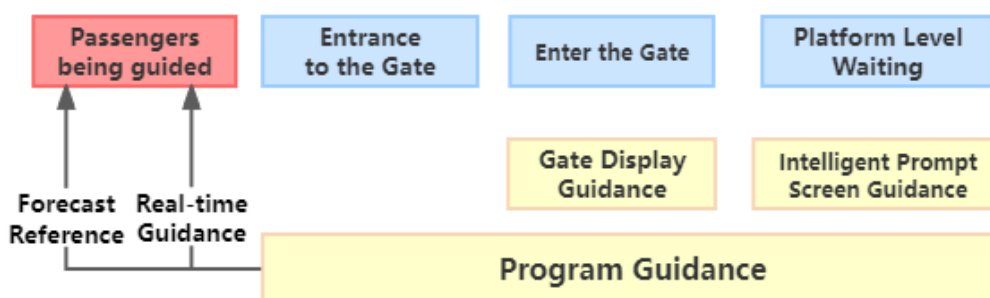 Passengers
being guided
Entrance
to the Gate
Enter the Gate
Platform Level
Waiting
Gate Display
Guidance
Intelligent Prompt
Screen Guidance
Forecast
Reference
Real-time
Guidance
Program Guidance